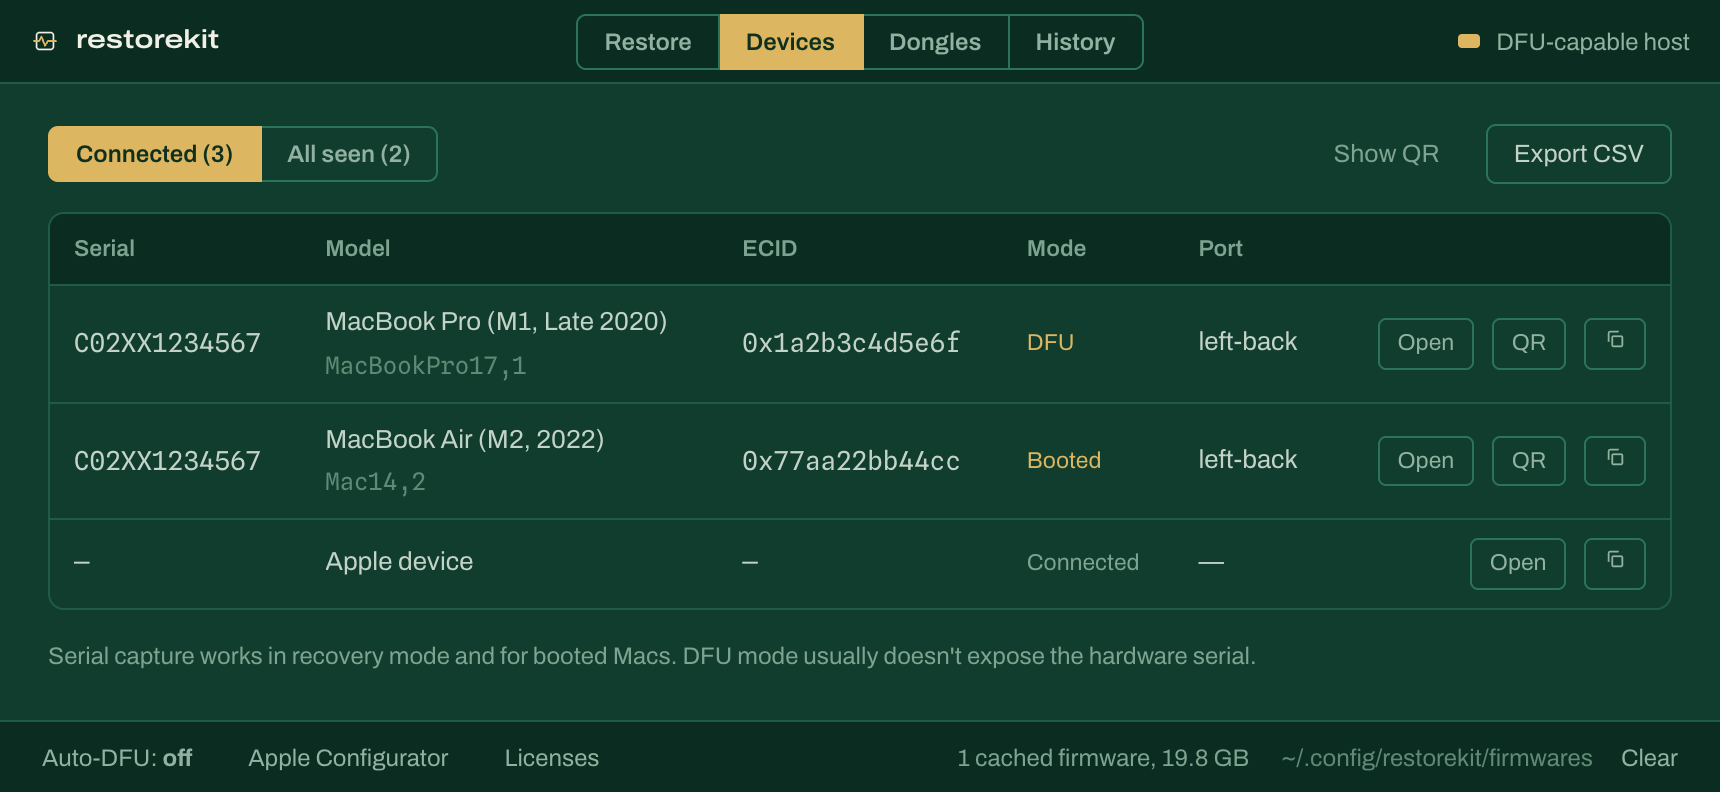 restorekit
Restore Devices Dongles History
DFU-capable host
Connected (3) All seen (2)
Show QR Export CSV
Serial Model ECID Mode Port
C02XX1234567 MacBook Pro (M1, Late 2020) 0x1a2b3c4d5e6f DFU left-back Open QR
MacBookPro17,1
C02XX1234567 MacBook Air (M2, 2022) 0x77aa22bb44cc Booted left-back Open QR
Mac14,2
— Apple device — Connected — Open
Serial capture works in recovery mode and for booted Macs. DFU mode usually doesn't expose the hardware serial.
Auto-DFU: off Apple Configurator Licenses 1 cached firmware, 19.8 GB ~/.config/restorekit/firmwares Clear